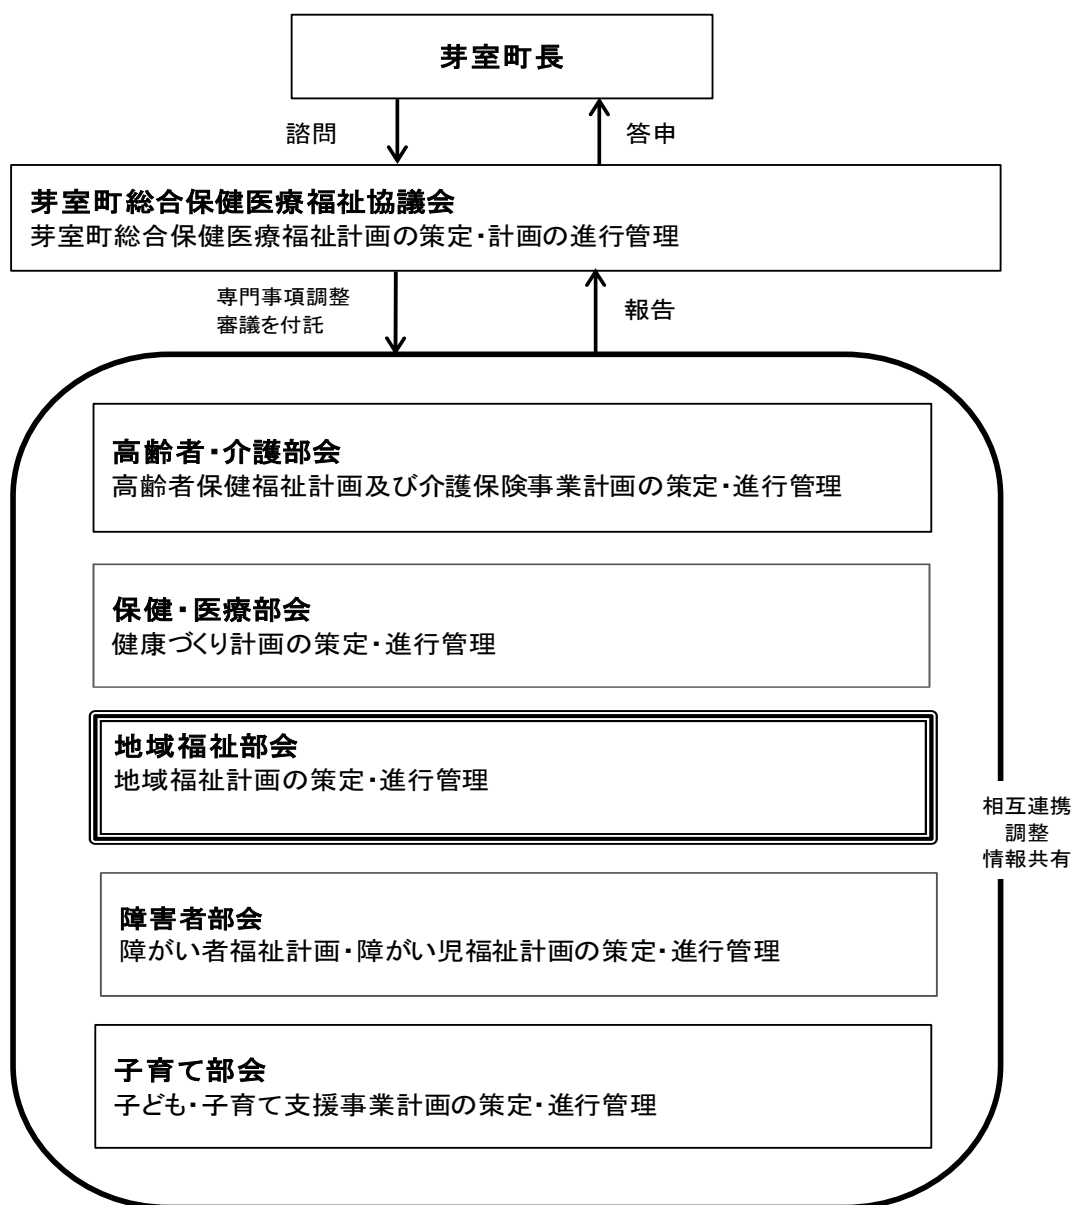 芽室町長
諮問
答申
芽室町総合保健医療福祉協議会
芽室町総合保健医療福祉計画の策定・計画の進行管理
専門事項調整
審議を付託
報告
高齢者・介護部会
高齢者保健福祉計画及び介護保険事業計画の策定・進行管理
保健・医療部会
健康づくり計画の策定・進行管理
地域福祉部会
地域福祉計画の策定・進行管理
相互連携
調整
情報共有
障害者部会
障がい者福祉計画・障がい児福祉計画の策定・進行管理
子育て部会
子ども・子育て支援事業計画の策定・進行管理